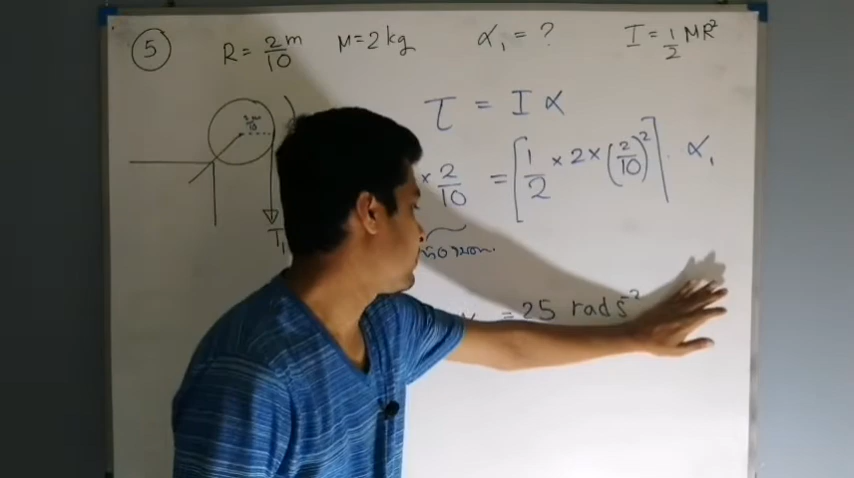 5 R = 2/10 m M = 2 kg α₁ = ? I = 1/2 MR²
τ = I α
× 2/10 = [1/2 × 2 × (2/10)²] · α₁
T₁
= 25 rad s⁻²